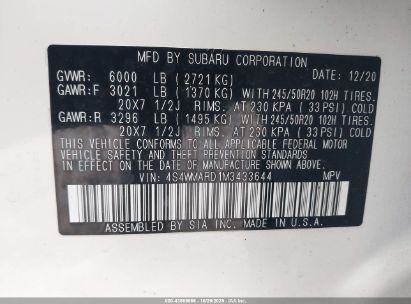 MFD BY SUBARU CORPORATION
GVWR: 6000 LB (2721 KG) DATE: 12/20
GAWR:F 3021 LB (1370 KG) WITH 245/50R20 102H TIRES.
20X7 1/2J RIMS. AT 230 KPA (33 PSI) COLD
GAWR:R 3296 LB (1495 KG) WITH 245/50R20 102H TIRES.
20X7 1/2J RIMS. AT 230 KPA (33 PSI) COLD
THIS VEHICLE CONFORMS TO ALL APPLICABLE FEDERAL MOTOR
VEHICLE SAFETY STANDARDS IN
EFFECT ON THE DATE OF MANUFACTURE SHOWN ABOVE.
VIN: 4S4WMARD1M3433644 MPV
ASSEMBLED BY SIA INC. MADE IN U.S.A.